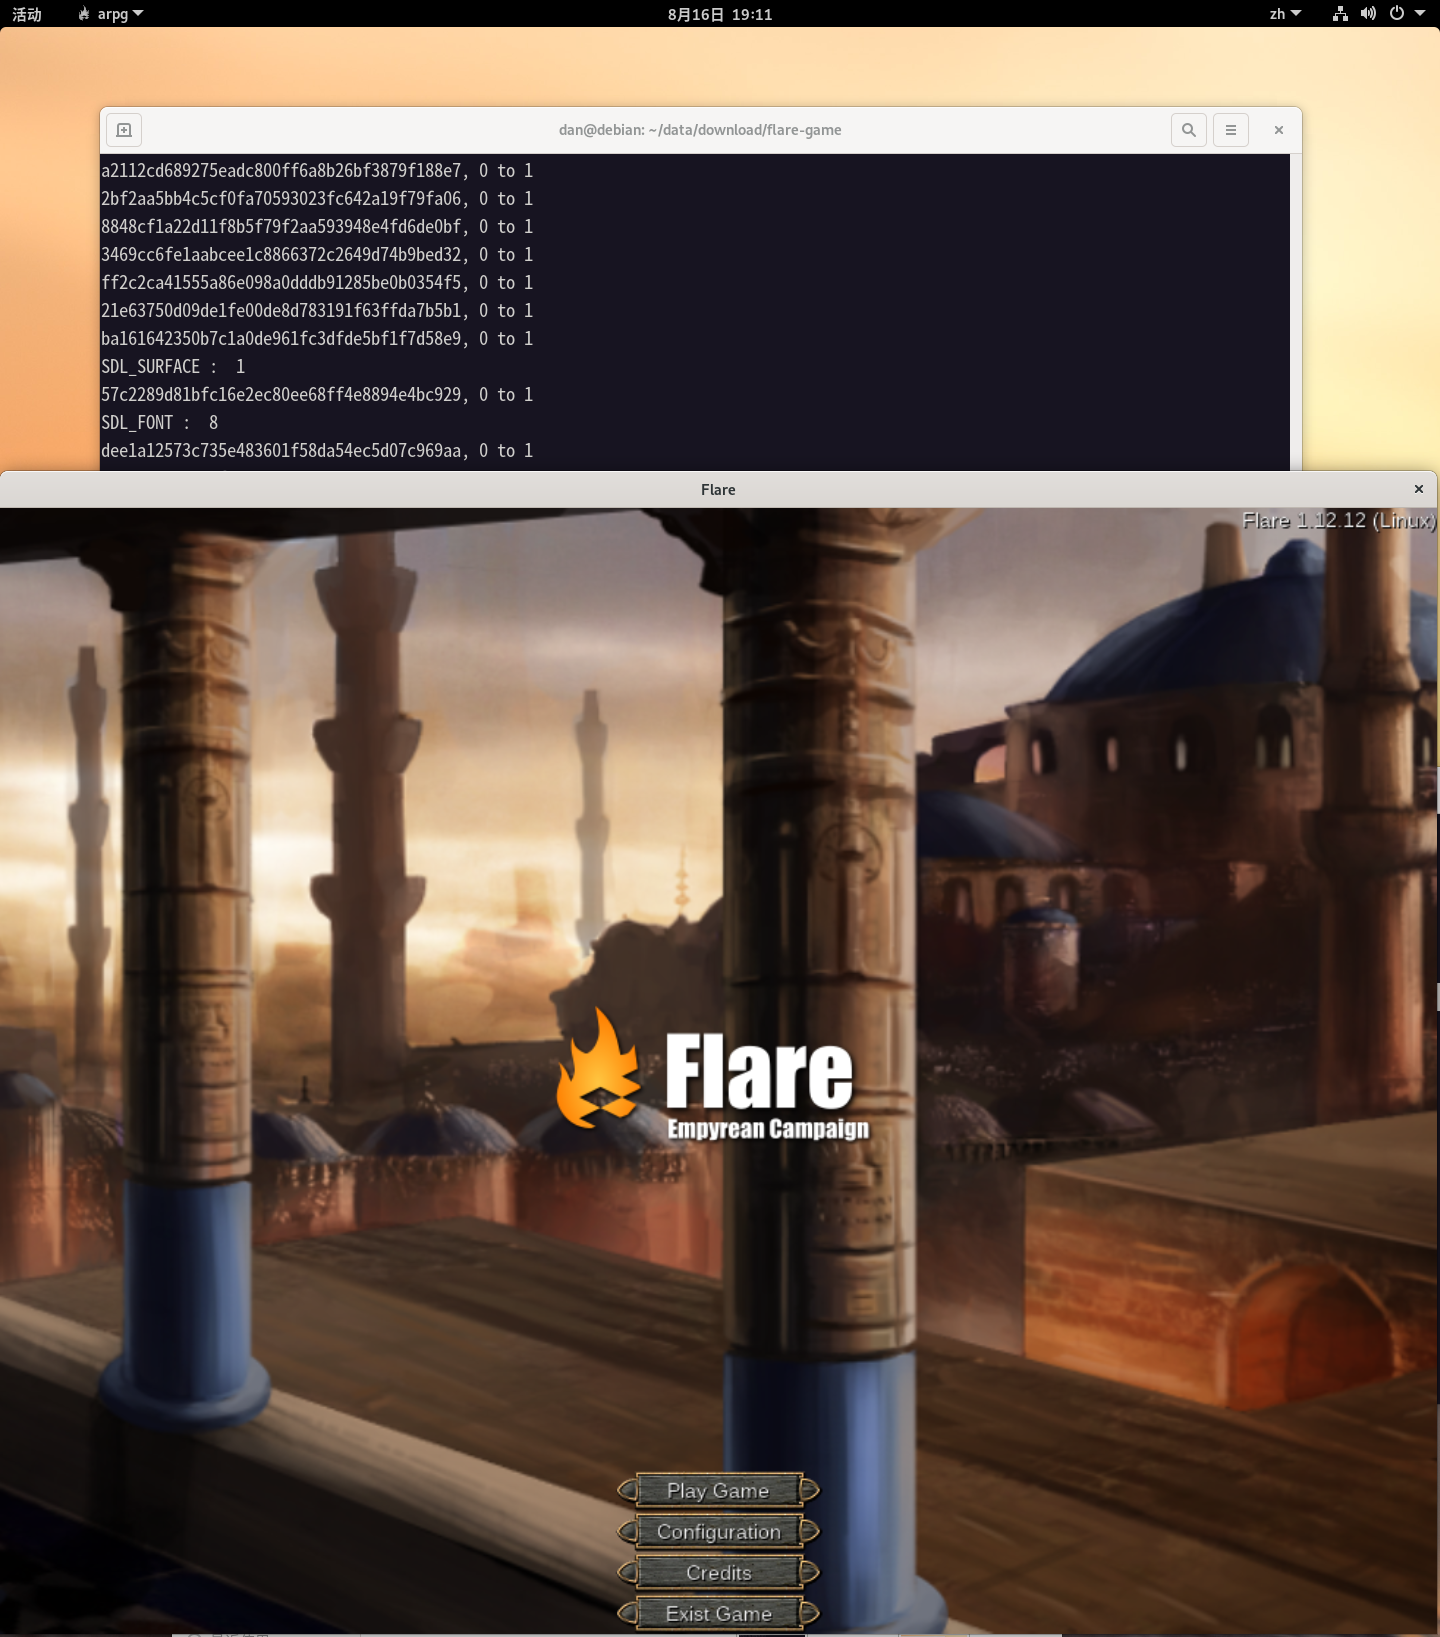 活动 arpg 8月16日 19:11 zh
dan@debian: ~/data/download/flare-game
a2112cd689275eadc800ff6a8b26bf3879f188e7, 0 to 1
2bf2aa5bb4c5cf0fa70593023fc642a19f79fa06, 0 to 1
8848cf1a22d11f8b5f79f2aa593948e4fd6de0bf, 0 to 1
3469cc6fe1aabcee1c8866372c2649d74b9bed32, 0 to 1
ff2c2ca41555a86e098a0dddb91285be0b0354f5, 0 to 1
21e63750d09de1fe00de8d783191f63ffda7b5b1, 0 to 1
ba161642350b7c1a0de961fc3dfde5bf1f7d58e9, 0 to 1
SDL_SURFACE :  1
57c2289d81bfc16e2ec80ee68ff4e8894e4bc929, 0 to 1
SDL_FONT :  8
dee1a12573c735e483601f58da54ec5d07c969aa, 0 to 1
Flare
Flare 1.12.12 (Linux)
Flare
Empyrean Campaign
Play Game
Configuration
Credits
Exist Game